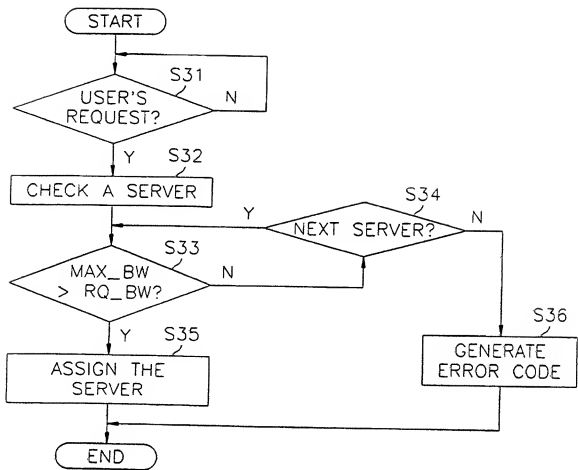 START
S31
USER'S
REQUEST?
N
Y
S32
CHECK A SERVER
S34
Y
NEXT SERVER?
N
S33
MAX_BW
> RQ_BW?
N
Y
S35
ASSIGN THE
SERVER
S36
GENERATE
ERROR CODE
END